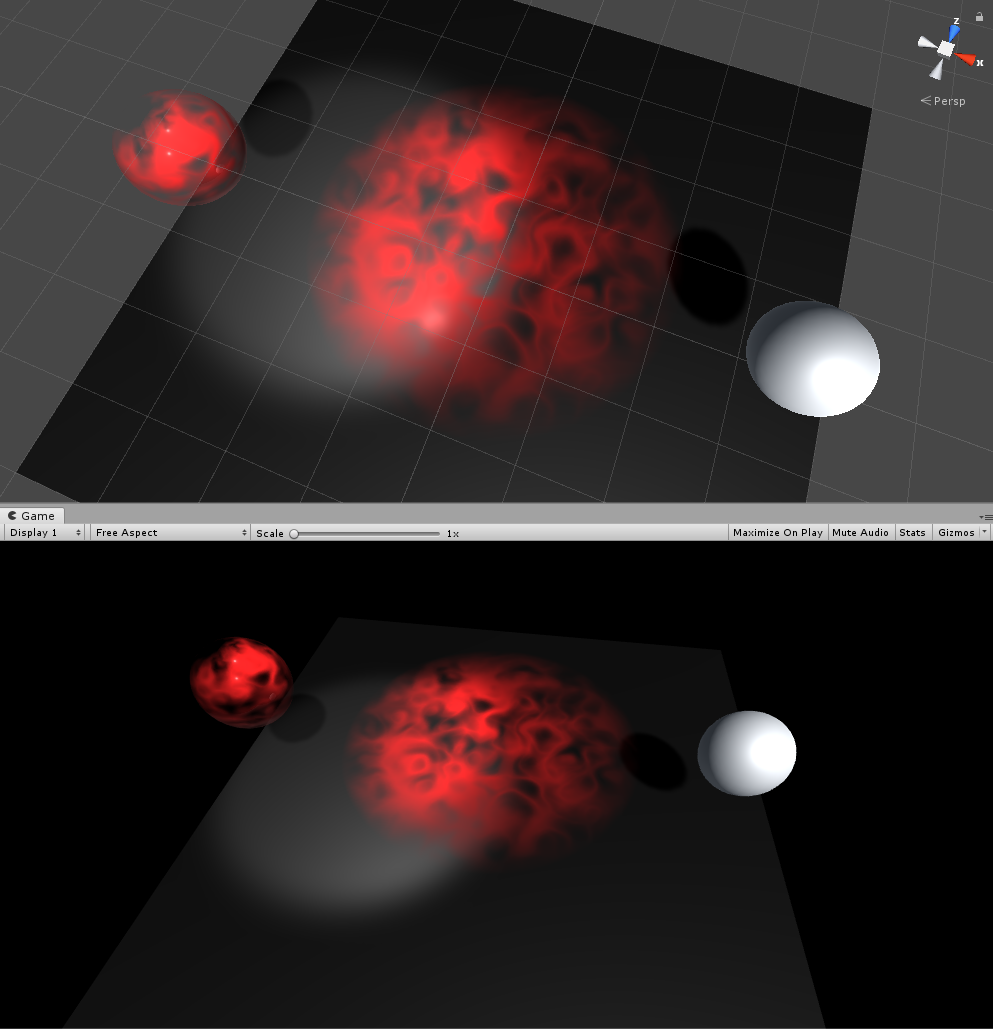 z
x
Persp
Game
Display 1 Free Aspect Scale 1x Maximize On Play Mute Audio Stats Gizmos